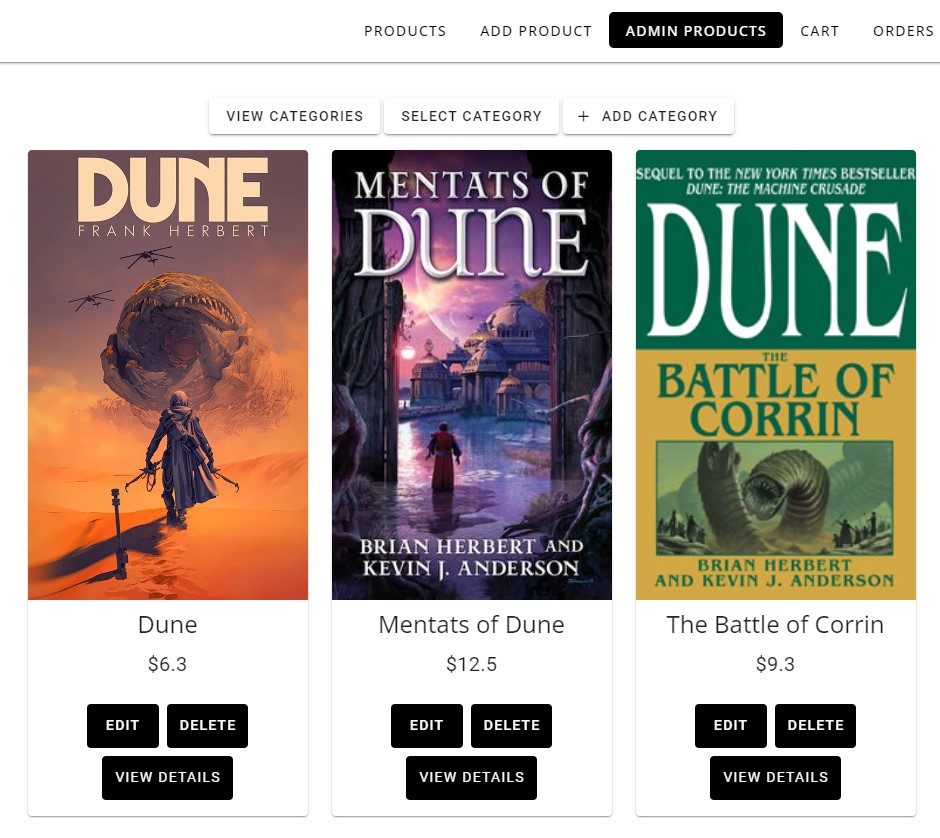 PRODUCTS ADD PRODUCT ADMIN PRODUCTS CART ORDERS
VIEW CATEGORIES SELECT CATEGORY + ADD CATEGORY
DUNE
FRANK HERBERT
MENTATS OF
DUNE
BRIAN HERBERT AND
KEVIN J. ANDERSON
SEQUEL TO THE NEW YORK TIMES BESTSELLER
DUNE: THE MACHINE CRUSADE
DUNE
THE
BATTLE OF
CORRIN
BRIAN HERBERT
AND KEVIN J. ANDERSON
Dune
$6.3
EDIT DELETE
VIEW DETAILS
Mentats of Dune
$12.5
EDIT DELETE
VIEW DETAILS
The Battle of Corrin
$9.3
EDIT DELETE
VIEW DETAILS